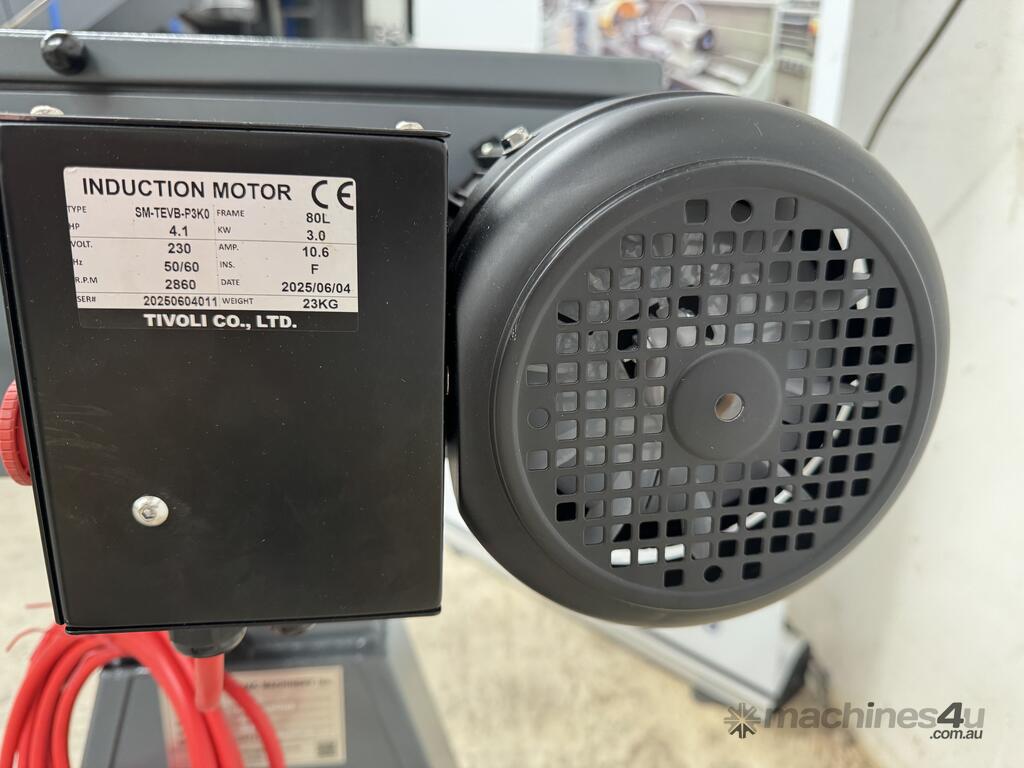 INDUCTION MOTOR CE
TYPE SM-TEVB-P3K0 FRAME 80L
HP 4.1 KW 3.0
VOLT. 230 AMP. 10.6
Hz 50/60 INS. F
R.P.M 2860 DATE 2025/06/04
SER# 20250604011 WEIGHT 23KG
TIVOLI CO., LTD.
machines4u
.com.au